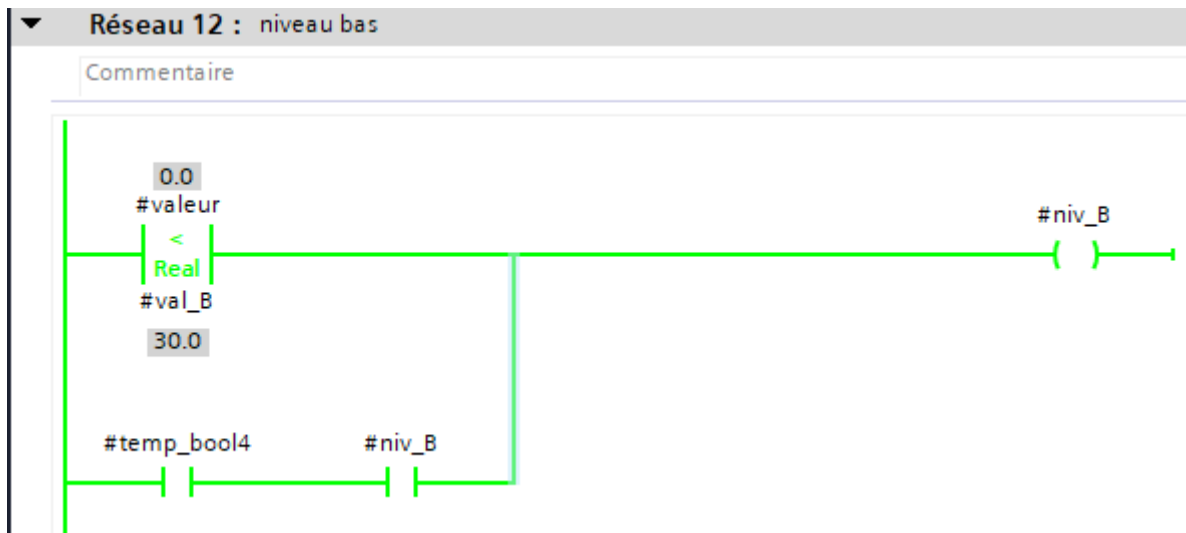 Réseau 12 : niveau bas
Commentaire
0.0
#valeur
<
Real
#val_B
30.0
#niv_B
( )
#temp_bool4
#niv_B